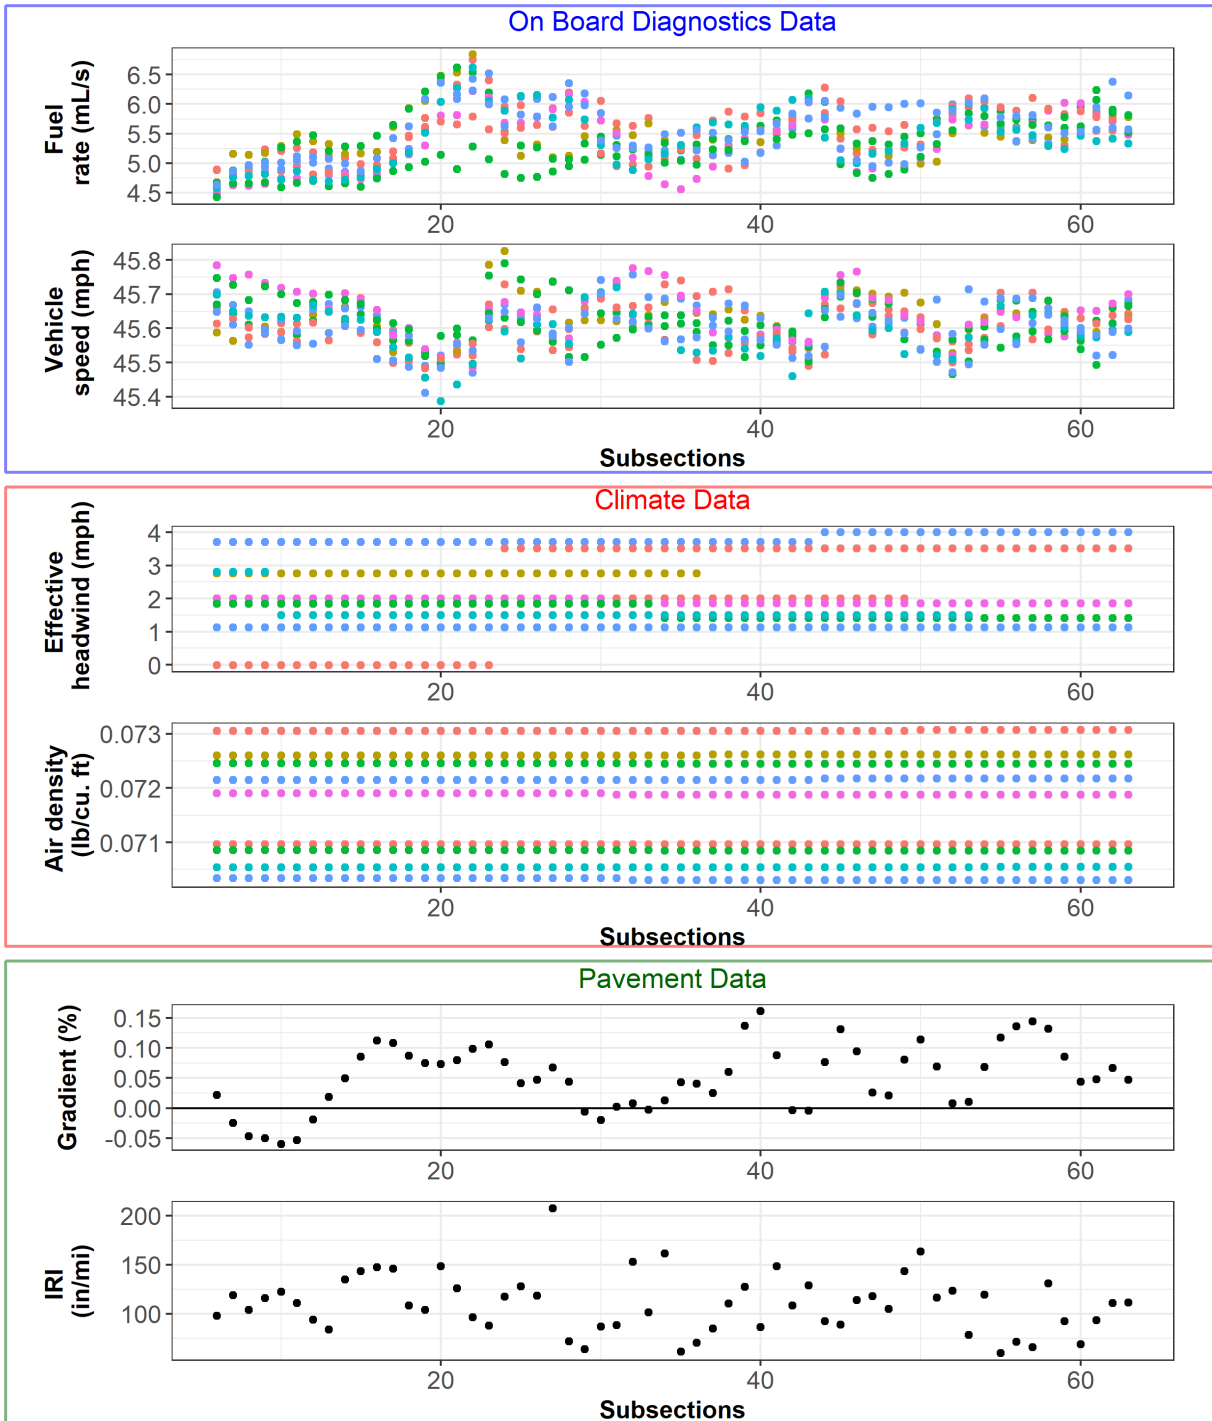 On Board Diagnostics Data
Fuel
rate (mL/s)
6.5
6.0
5.5
5.0
4.5
20
40
60
Vehicle
speed (mph)
45.8
45.7
45.6
45.5
45.4
20
40
60
Subsections
Climate Data
Effective
headwind (mph)
4
3
2
1
0
20
40
60
Air density
(lb/cu. ft)
0.073
0.072
0.071
20
40
60
Subsections
Pavement Data
Gradient (%)
0.15
0.10
0.05
0.00
-0.05
20
40
60
IRI
(in/mi)
200
150
100
20
40
60
Subsections